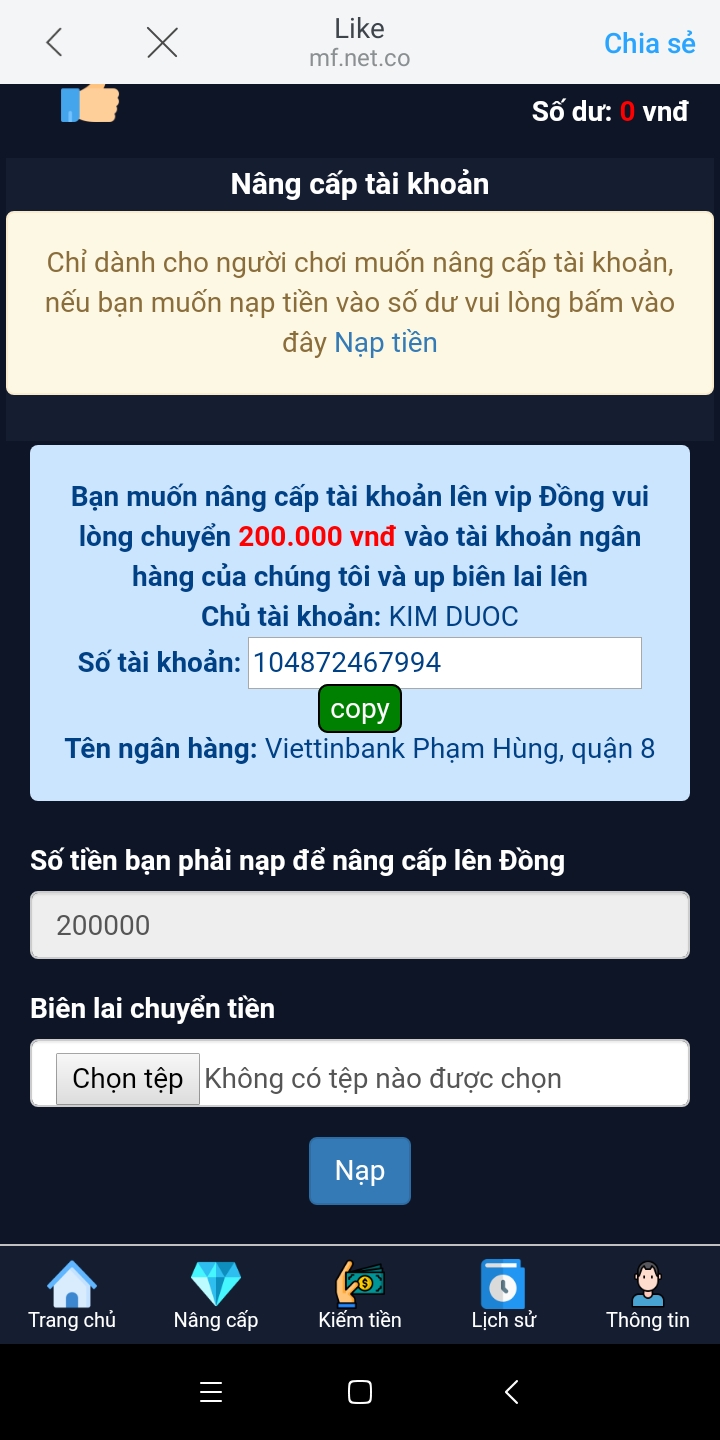 Like
mf.net.co
Chia sẻ
Số dư: 0 vnđ
Nâng cấp tài khoản
Chỉ dành cho người chơi muốn nâng cấp tài khoản,
nếu bạn muốn nạp tiền vào số dư vui lòng bấm vào
đây Nạp tiền
Bạn muốn nâng cấp tài khoản lên vip Đồng vui
lòng chuyển 200.000 vnđ vào tài khoản ngân
hàng của chúng tôi và up biên lai lên
Chủ tài khoản: KIM DUOC
Số tài khoản: 104872467994
copy
Tên ngân hàng: Viettinbank Phạm Hùng, quận 8
Số tiền bạn phải nạp để nâng cấp lên Đồng
200000
Biên lai chuyển tiền
Chọn tệp Không có tệp nào được chọn
Nạp
Trang chủ Nâng cấp Kiếm tiền Lịch sử Thông tin